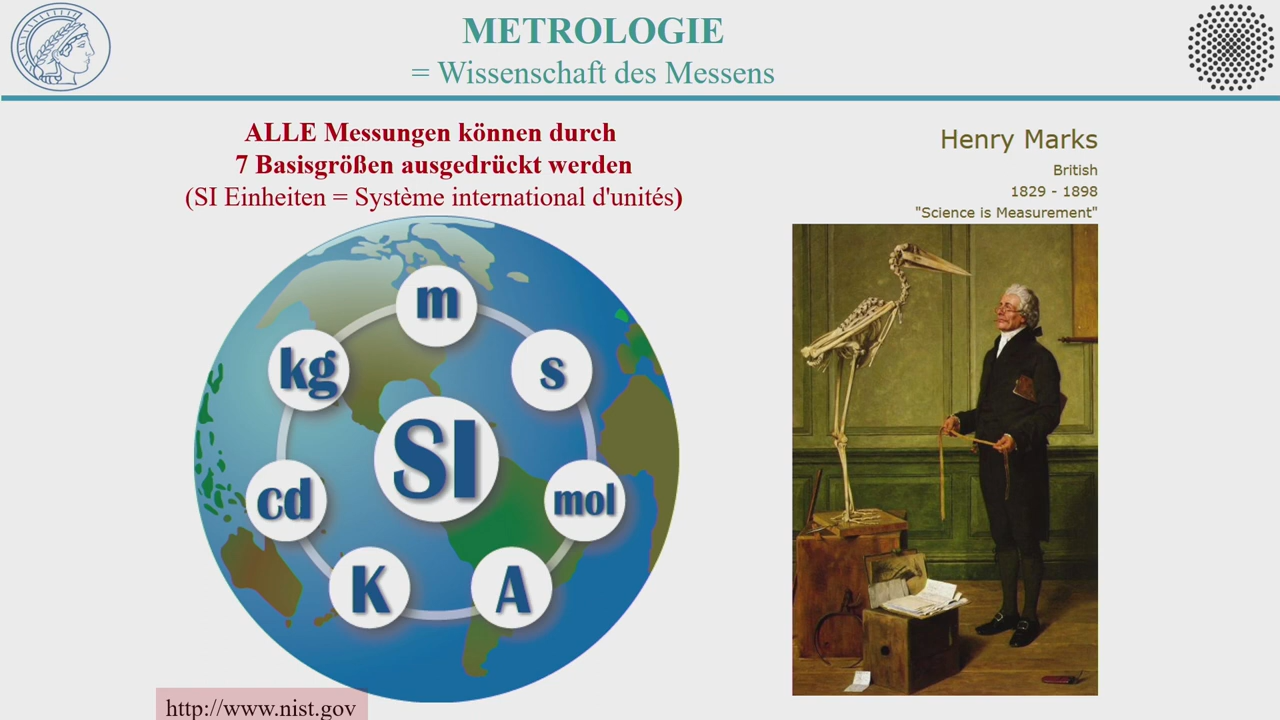 METROLOGIE
= Wissenschaft des Messens
ALLE Messungen können durch
7 Basisgrößen ausgedrückt werden
(SI Einheiten = Système international d'unités)
Henry Marks
British
1829 - 1898
"Science is Measurement"
m
kg
s
SI
cd
mol
K
A
http://www.nist.gov